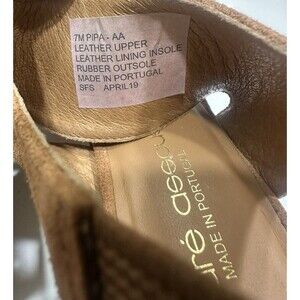 7M PIPA - AA
LEATHER UPPER
LEATHER LINING INSOLE
RUBBER OUTSOLE
MADE IN PORTUGAL
SFS APRIL19
MADE IN PORTUGAL